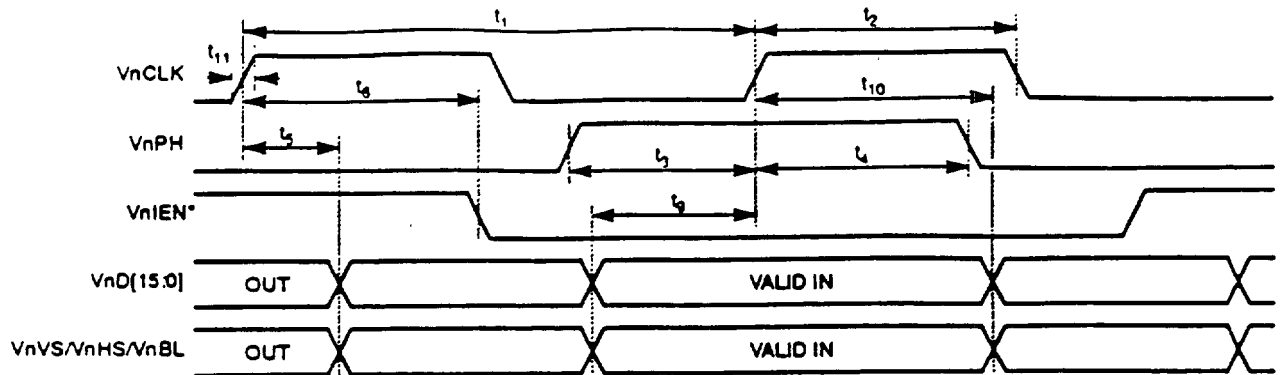 t1
t2
t11
VnCLK
t6
t10
VnPH
t5
t3
t4
VnIEN*
t9
VnD[15:0]
OUT
VALID IN
VnVS/VnHS/VnBL
OUT
VALID IN